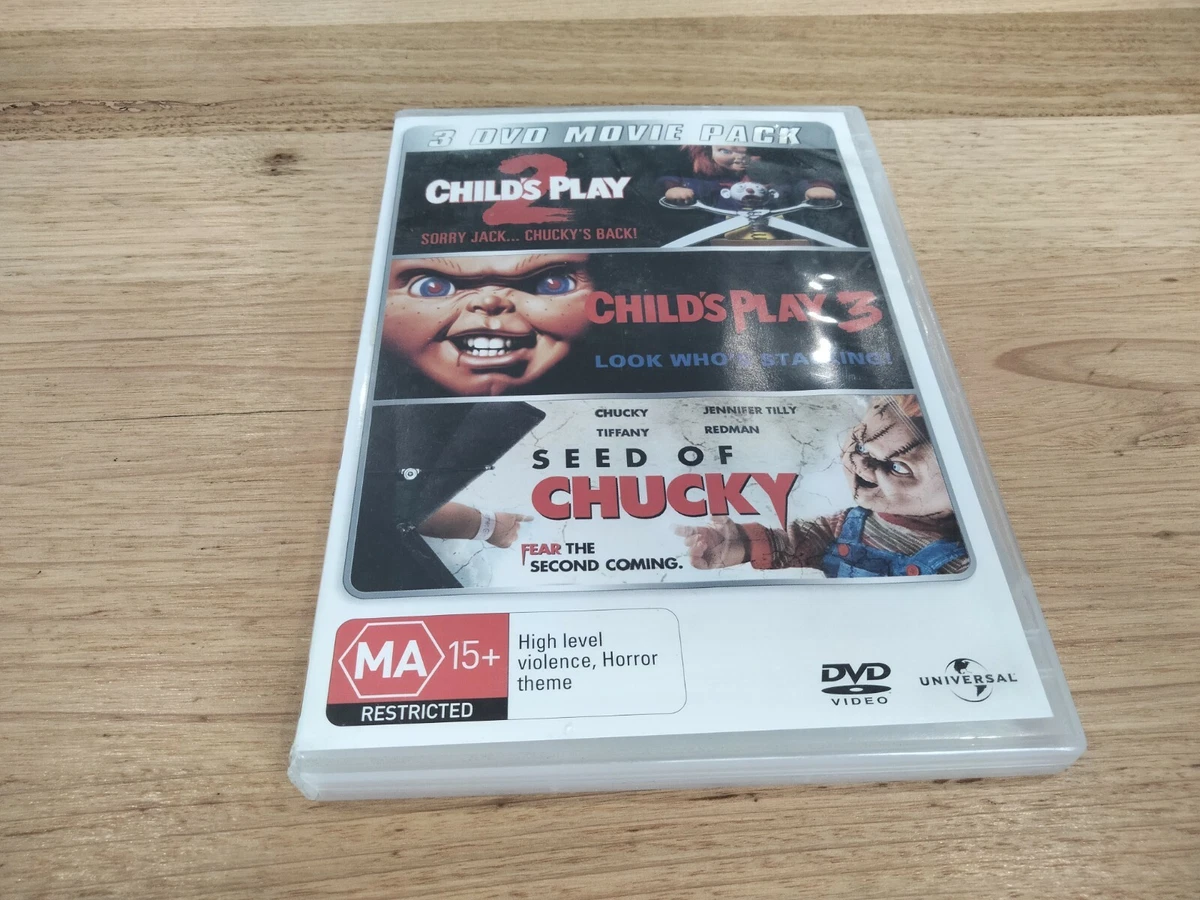 3 DVD MOVIE PACK
2
CHILD'S PLAY
SORRY JACK... CHUCKY'S BACK!
CHILD'S PLAY 3
LOOK WHO'S STALKING!
CHUCKY JENNIFER TILLY
TIFFANY REDMAN
SEED OF
CHUCKY
FEAR THE
SECOND COMING.
MA 15+
RESTRICTED
High level
violence, Horror
theme
DVD
VIDEO
UNIVERSAL